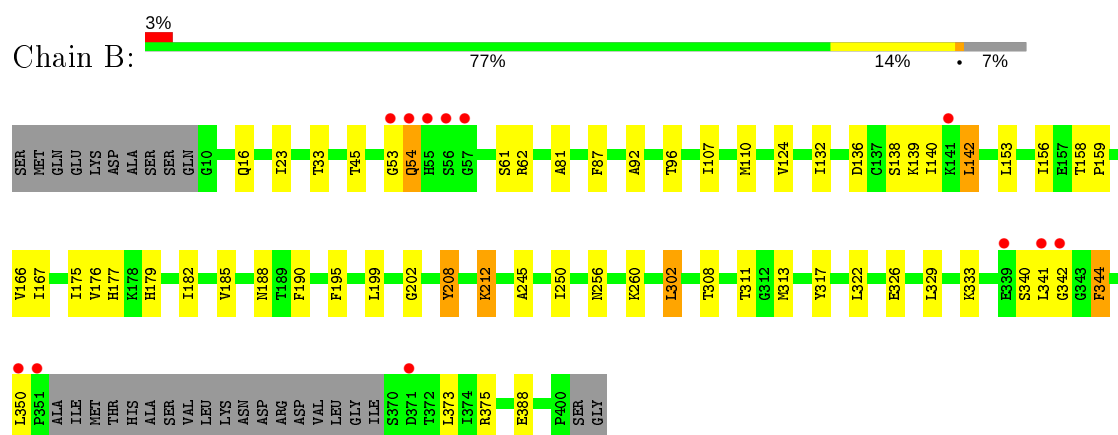 3%
Chain B:
77% 14% • 7%
SER MET GLN GLU LYS ASP ALA SER SER GLN G10 Q16 I23 T33 T45 G53 Q54 H55 S56 G57 S61 R62 A81 F87 A92 T96 I107 M110 V124 I132 D136 C137 S138 K139 I140 K141 L142 L153 I156 E157 T158 P159
V166 I167 I175 V176 H177 K178 H179 I182 V185 N188 T189 F190 F195 L199 G202 Y208 K212 A245 I250 N256 K260 L302 T308 T311 G312 M313 Y317 L322 E326 L329 K333 E339 S340 L341 G342 G343 F344
L350 P351 ALA ILE MET THR HIS ALA SER VAL LEU LYS ASN ASP ARG ASP VAL LEU GLY ILE S370 D371 T372 L373 I374 R375 E388 P400 SER GLY